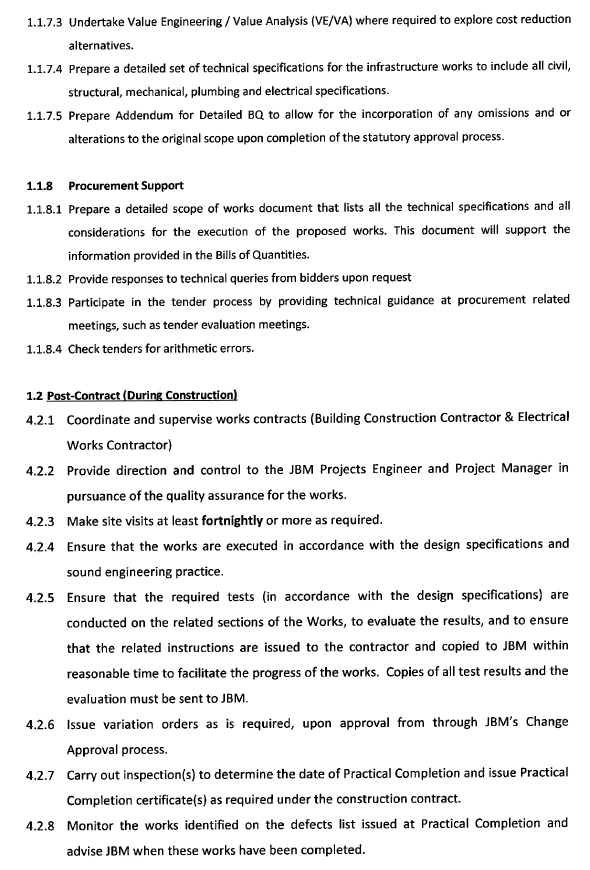 1.1.7.3 Undertake Value Engineering / Value Analysis (VE/VA) where required to explore cost reduction
alternatives.
1.1.7.4 Prepare a detailed set of technical specifications for the infrastructure works to include all civil,
structural, mechanical, plumbing and electrical specifications.
1.1.7.5 Prepare Addendum for Detailed BQ to allow for the incorporation of any omissions and or
alterations to the original scope upon completion of the statutory approval process.
1.1.8 Procurement Support
1.1.8.1 Prepare a detailed scope of works document that lists all the technical specifications and all
considerations for the execution of the proposed works. This document will support the
information provided in the Bills of Quantities.
1.1.8.2 Provide responses to technical queries from bidders upon request
1.1.8.3 Participate in the tender process by providing technical guidance at procurement related
meetings, such as tender evaluation meetings.
1.1.8.4 Check tenders for arithmetic errors.
1.2 Post-Contract (During Construction)
4.2.1 Coordinate and supervise works contracts (Building Construction Contractor & Electrical
Works Contractor)
4.2.2 Provide direction and control to the JBM Projects Engineer and Project Manager in
pursuance of the quality assurance for the works.
4.2.3 Make site visits at least fortnightly or more as required.
4.2.4 Ensure that the works are executed in accordance with the design specifications and
sound engineering practice.
4.2.5 Ensure that the required tests (in accordance with the design specifications) are
conducted on the related sections of the Works, to evaluate the results, and to ensure
that the related instructions are issued to the contractor and copied to JBM within
reasonable time to facilitate the progress of the works. Copies of all test results and the
evaluation must be sent to JBM.
4.2.6 Issue variation orders as is required, upon approval from through JBM's Change
Approval process.
4.2.7 Carry out inspection(s) to determine the date of Practical Completion and issue Practical
Completion certificate(s) as required under the construction contract.
4.2.8 Monitor the works identified on the defects list issued at Practical Completion and
advise JBM when these works have been completed.